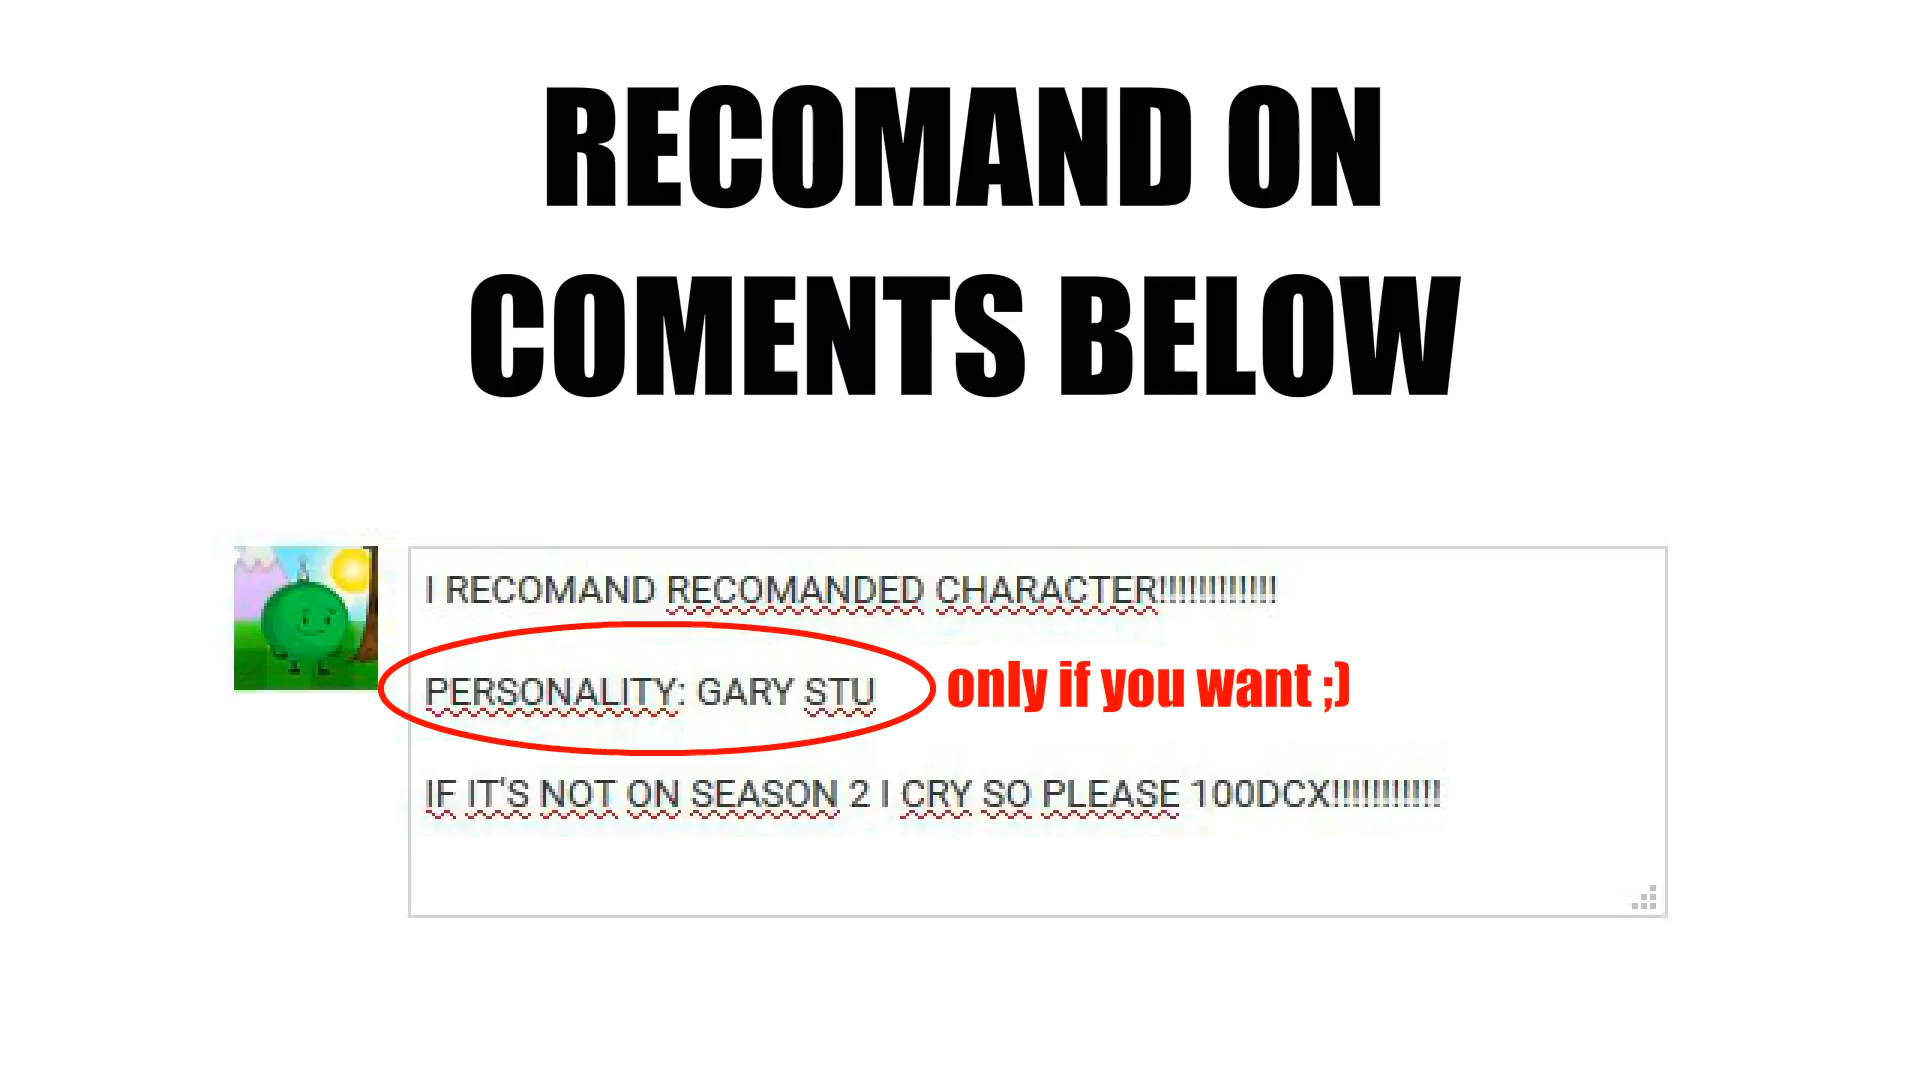 RECOMAND ON
COMENTS BELOW
I RECOMAND RECOMANDED CHARACTER!!!!!!!!!!!!
PERSONALITY: GARY STU
only if you want ;)
IF IT'S NOT ON SEASON 2 I CRY SO PLEASE 100DCX!!!!!!!!!!!